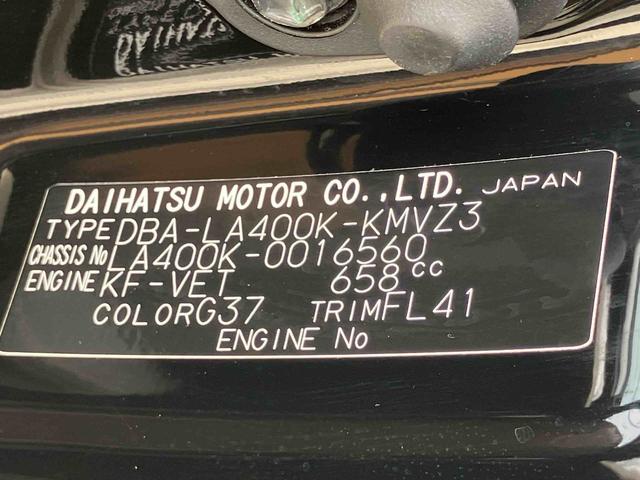 DAIHATSU MOTOR CO.,LTD. JAPAN
TYPE DBA-LA400K-KMVZ3
CHASSIS No LA400K-0016560
ENGINE KF-VET 658cc
COLOR G37 TRIM FL41
ENGINE No